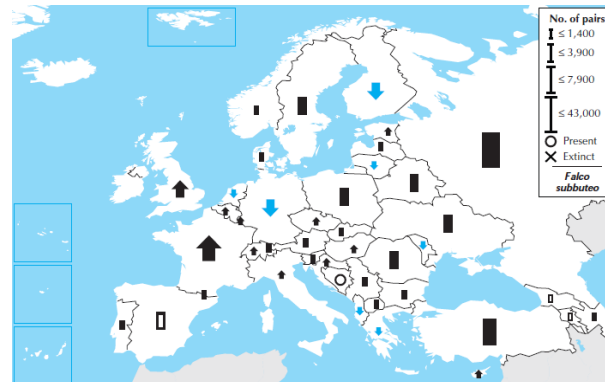 No. of pairs
≤ 1,400
≤ 3,900
≤ 7,900
≤ 43,000
Present
Extinct
Falco
subbuteo